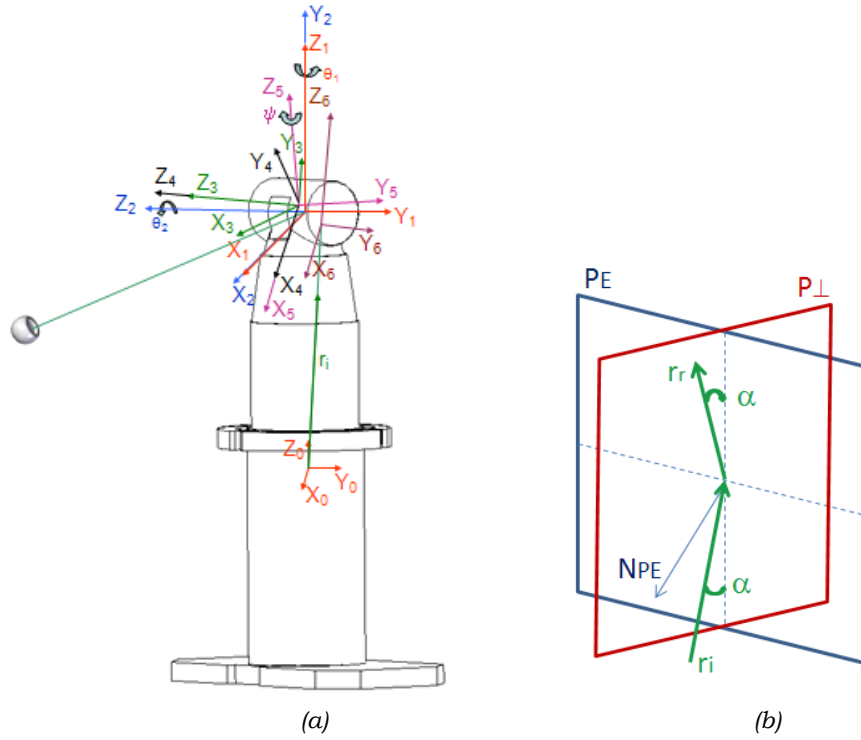 Y₂
Z₁
θ₁
Z₅
Z₆
ψ
Y₃
Y₄
Z₄
Z₃
Y₅
Z₂
θ₂
X₃
Y₁
X₁
Y₆
X₂
X₄
X₆
X₅
rᵢ
Z₀
Y₀
X₀
PE
P⊥
rr
α
NPE
α
ri
(a)
(b)